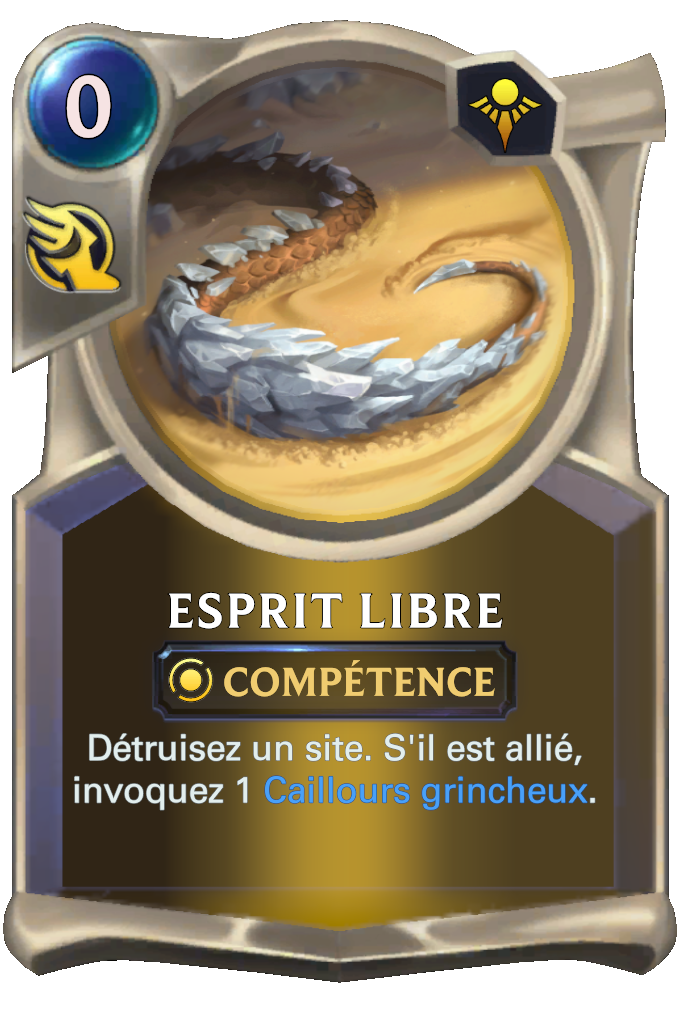 0
ESPRIT LIBRE
COMPÉTENCE
Détruisez un site. S'il est allié,
invoquez 1 Caillours grincheux.